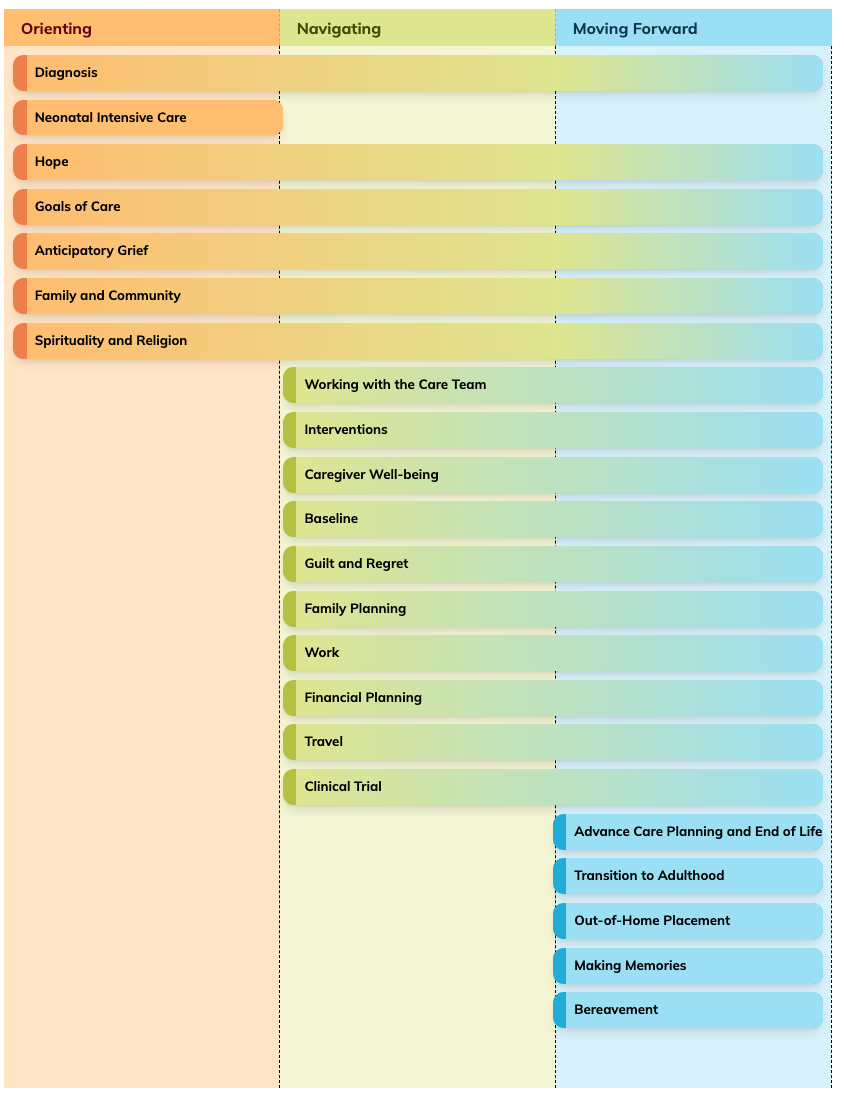 Orienting
Navigating
Moving Forward
Diagnosis
Neonatal Intensive Care
Hope
Goals of Care
Anticipatory Grief
Family and Community
Spirituality and Religion
Working with the Care Team
Interventions
Caregiver Well-being
Baseline
Guilt and Regret
Family Planning
Work
Financial Planning
Travel
Clinical Trial
Advance Care Planning and End of Life
Transition to Adulthood
Out-of-Home Placement
Making Memories
Bereavement